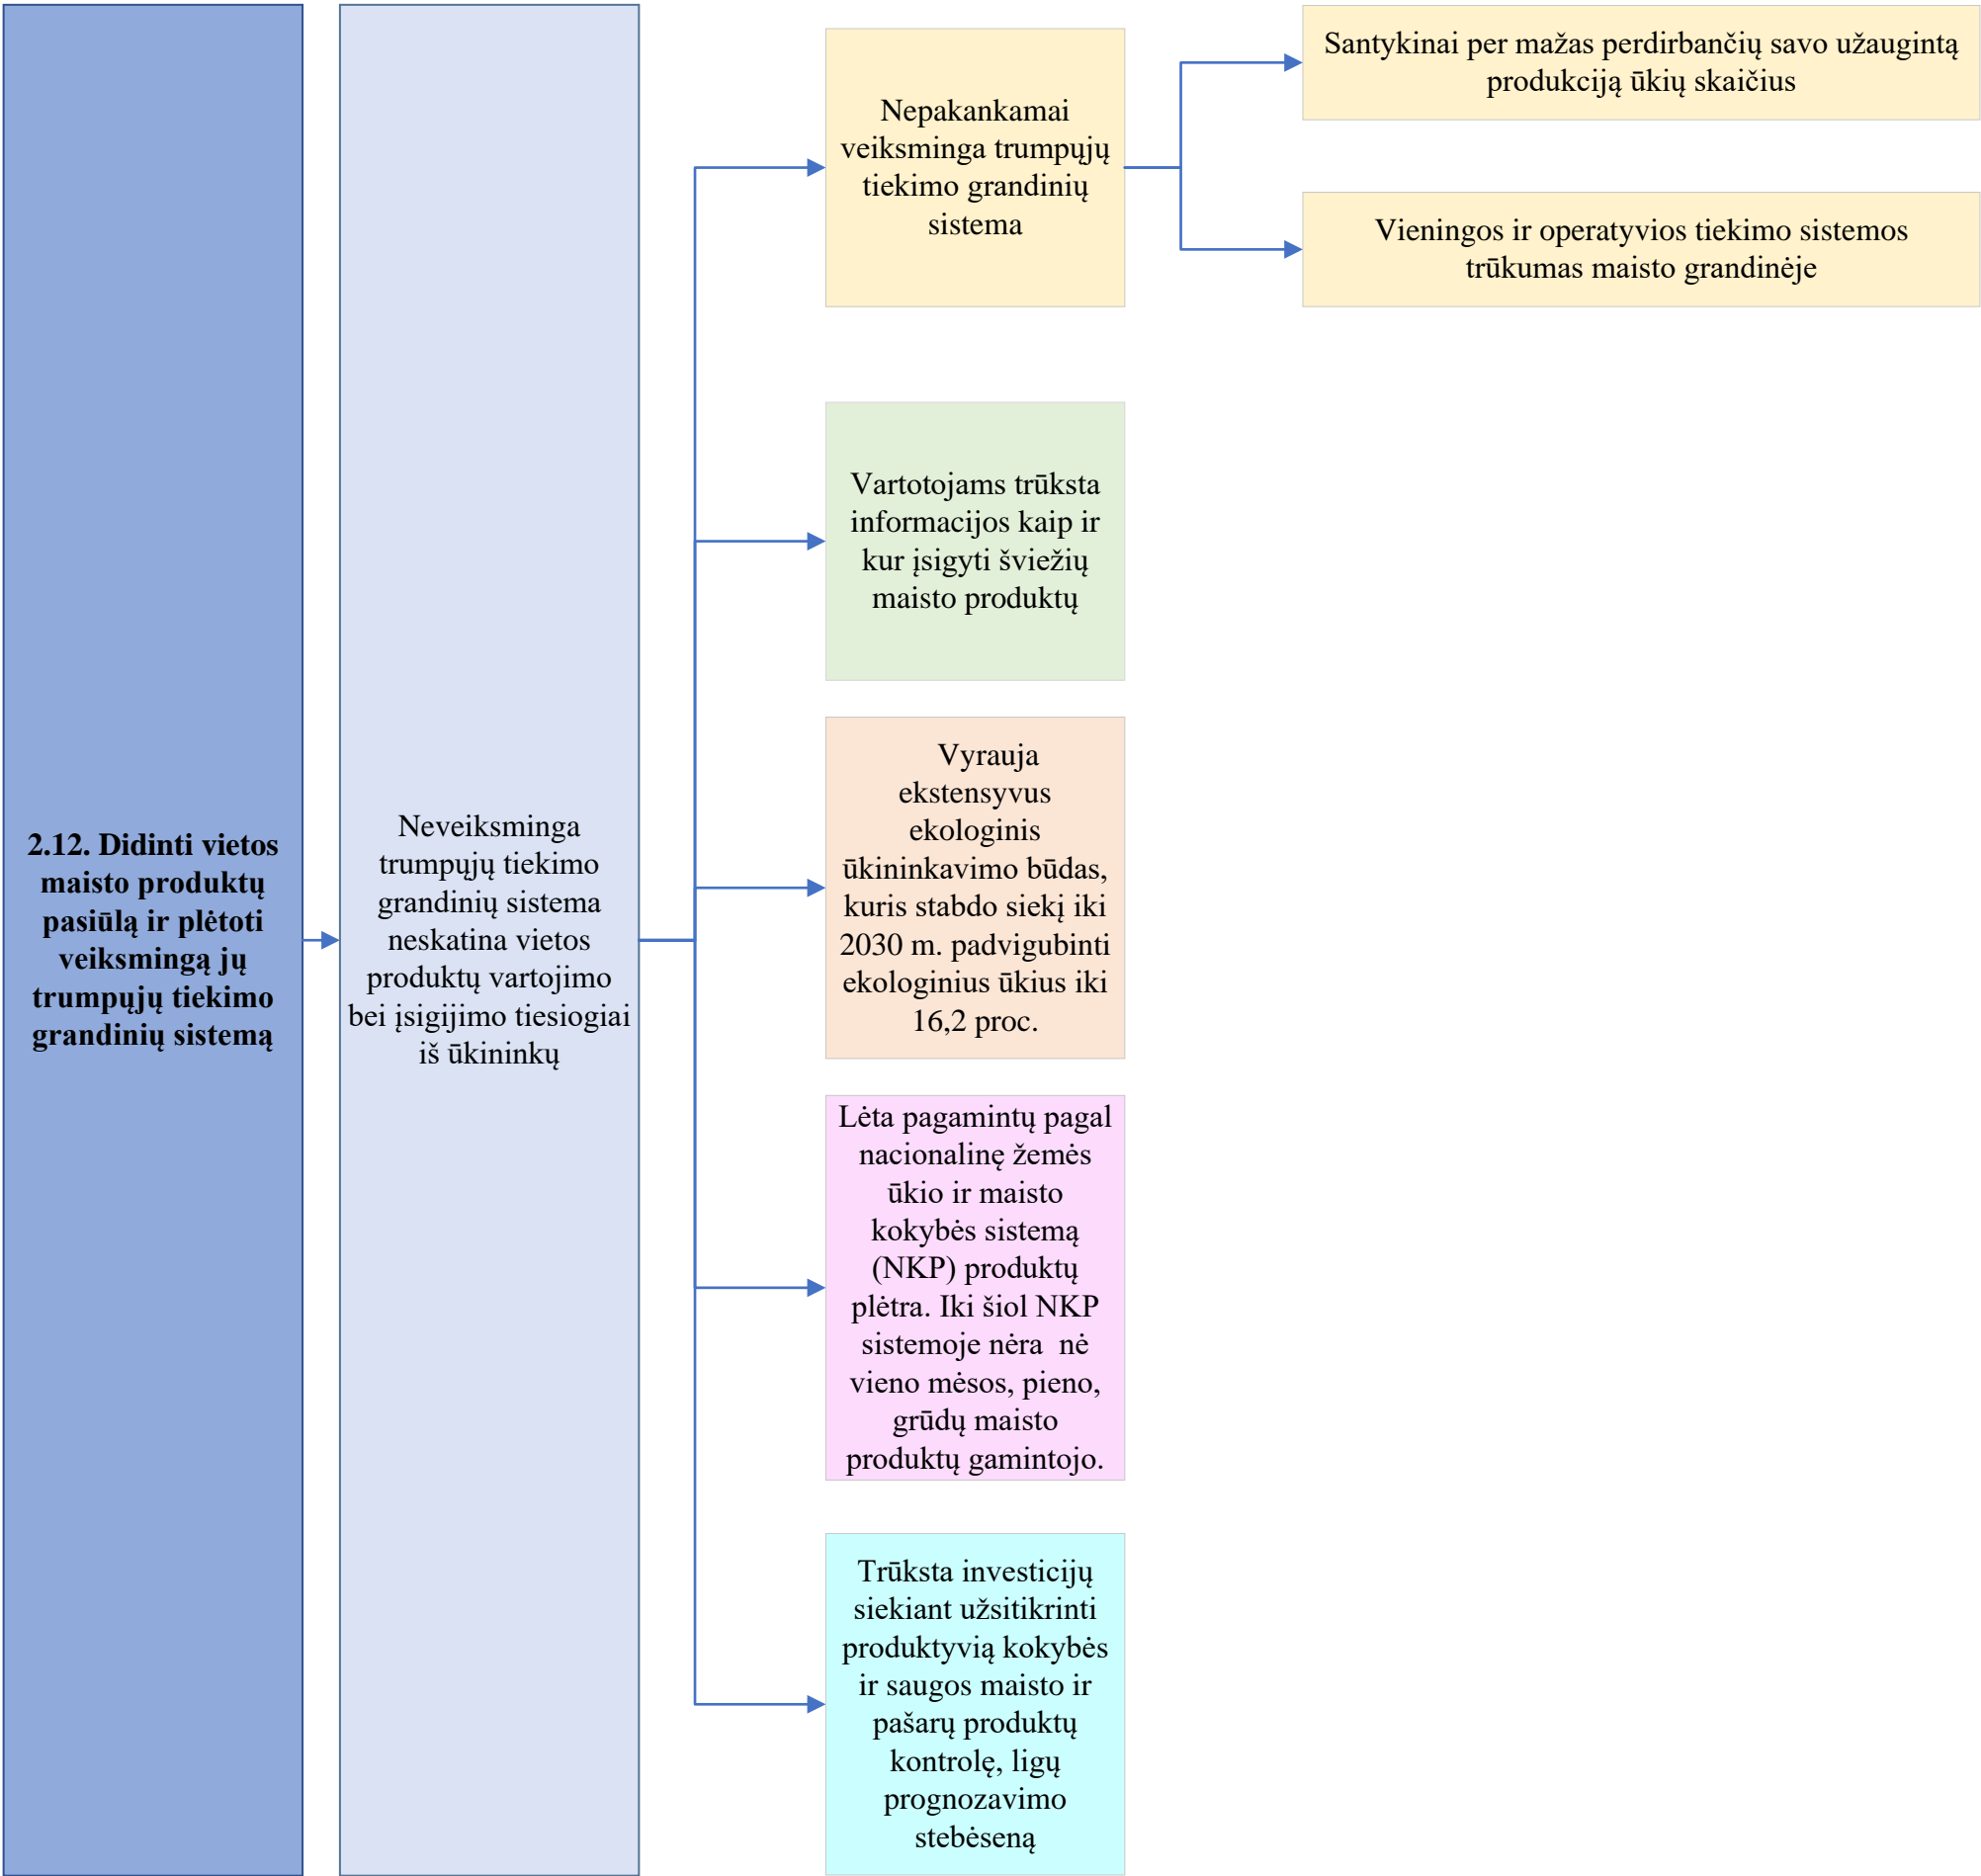 2.12. Didinti vietos
maisto produktų
pasiūlą ir plėtoti
veiksmingą jų
trumpųjų tiekimo
grandinių sistemą
Neveiksminga
trumpųjų tiekimo
grandinių sistema
neskatina vietos
produktų vartojimo
bei įsigijimo tiesiogiai
iš ūkininkų
Nepakankamai
veiksminga trumpųjų
tiekimo grandinių
sistema
Santykinai per mažas perdirbančių savo užaugintą
produkciją ūkių skaičius
Vieningos ir operatyvios tiekimo sistemos
trūkumas maisto grandinėje
Vartotojams trūksta
informacijos kaip ir
kur įsigyti šviežių
maisto produktų
Vyrauja
ekstensyvus
ekologinis
ūkininkavimo būdas,
kuris stabdo siekį iki
2030 m. padvigubinti
ekologinius ūkius iki
16,2 proc.
Lėta pagamintų pagal
nacionalinę žemės
ūkio ir maisto
kokybės sistemą
(NKP) produktų
plėtra. Iki šiol NKP
sistemoje nėra  nė
vieno mėsos, pieno,
grūdų maisto
produktų gamintojo.
Trūksta investicijų
siekiant užsitikrinti
produktyvią kokybės
ir saugos maisto ir
pašarų produktų
kontrolę, ligų
prognozavimo
stebėseną